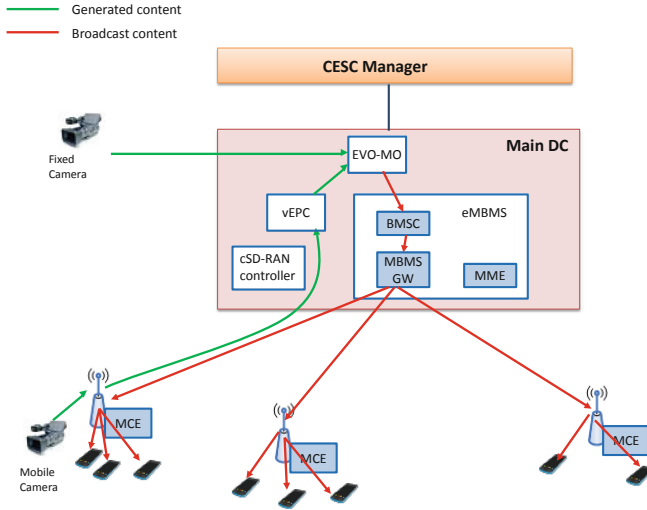 Generated content
Broadcast content
CESC Manager
Main DC
Fixed
Camera
EVO-MO
vEPC
eMBMS
BMSC
cSD-RAN
controller
MBMS
GW
MME
MCE
MCE
MCE
Mobile
Camera